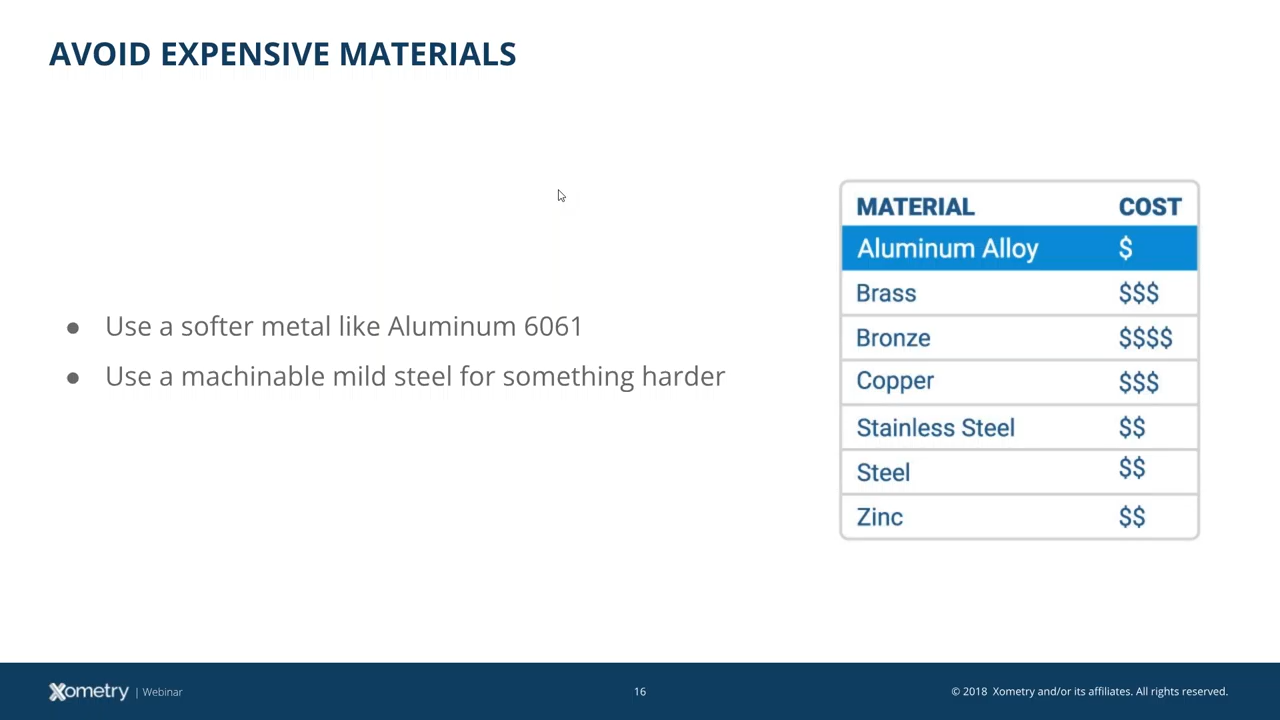 AVOID EXPENSIVE MATERIALS
● Use a softer metal like Aluminum 6061
● Use a machinable mild steel for something harder
MATERIAL COST
Aluminum Alloy $
Brass $$$
Bronze $$$$
Copper $$$
Stainless Steel $$
Steel $$
Zinc $$
Xometry | Webinar
16
© 2018 Xometry and/or its affiliates. All rights reserved.